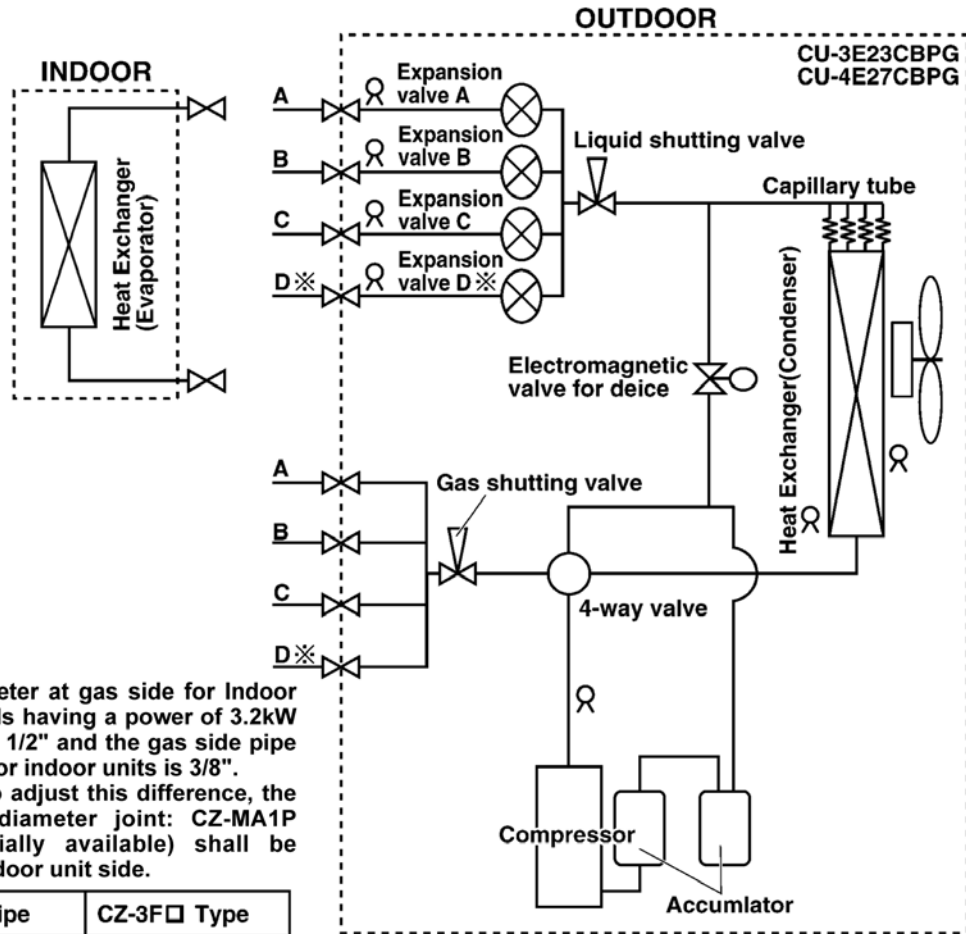 OUTDOOR
CU-3E23CBPG
CU-4E27CBPG
INDOOR
Heat Exchanger
(Evaporator)
A
Expansion
valve A
B
Expansion
valve B
C
Expansion
valve C
D※
Expansion
valve D※
Liquid shutting valve
Capillary tube
Electromagnetic
valve for deice
Heat Exchanger(Condenser)
A
B
C
D※
Gas shutting valve
4-way valve
Compressor
Accumlator
eter at gas side for Indoor
ls having a power of 3.2kW
1/2" and the gas side pipe
or indoor units is 3/8".
o adjust this difference, the
diameter joint: CZ-MA1P
ially available) shall be
door unit side.
ipe
CZ-3F□ Type